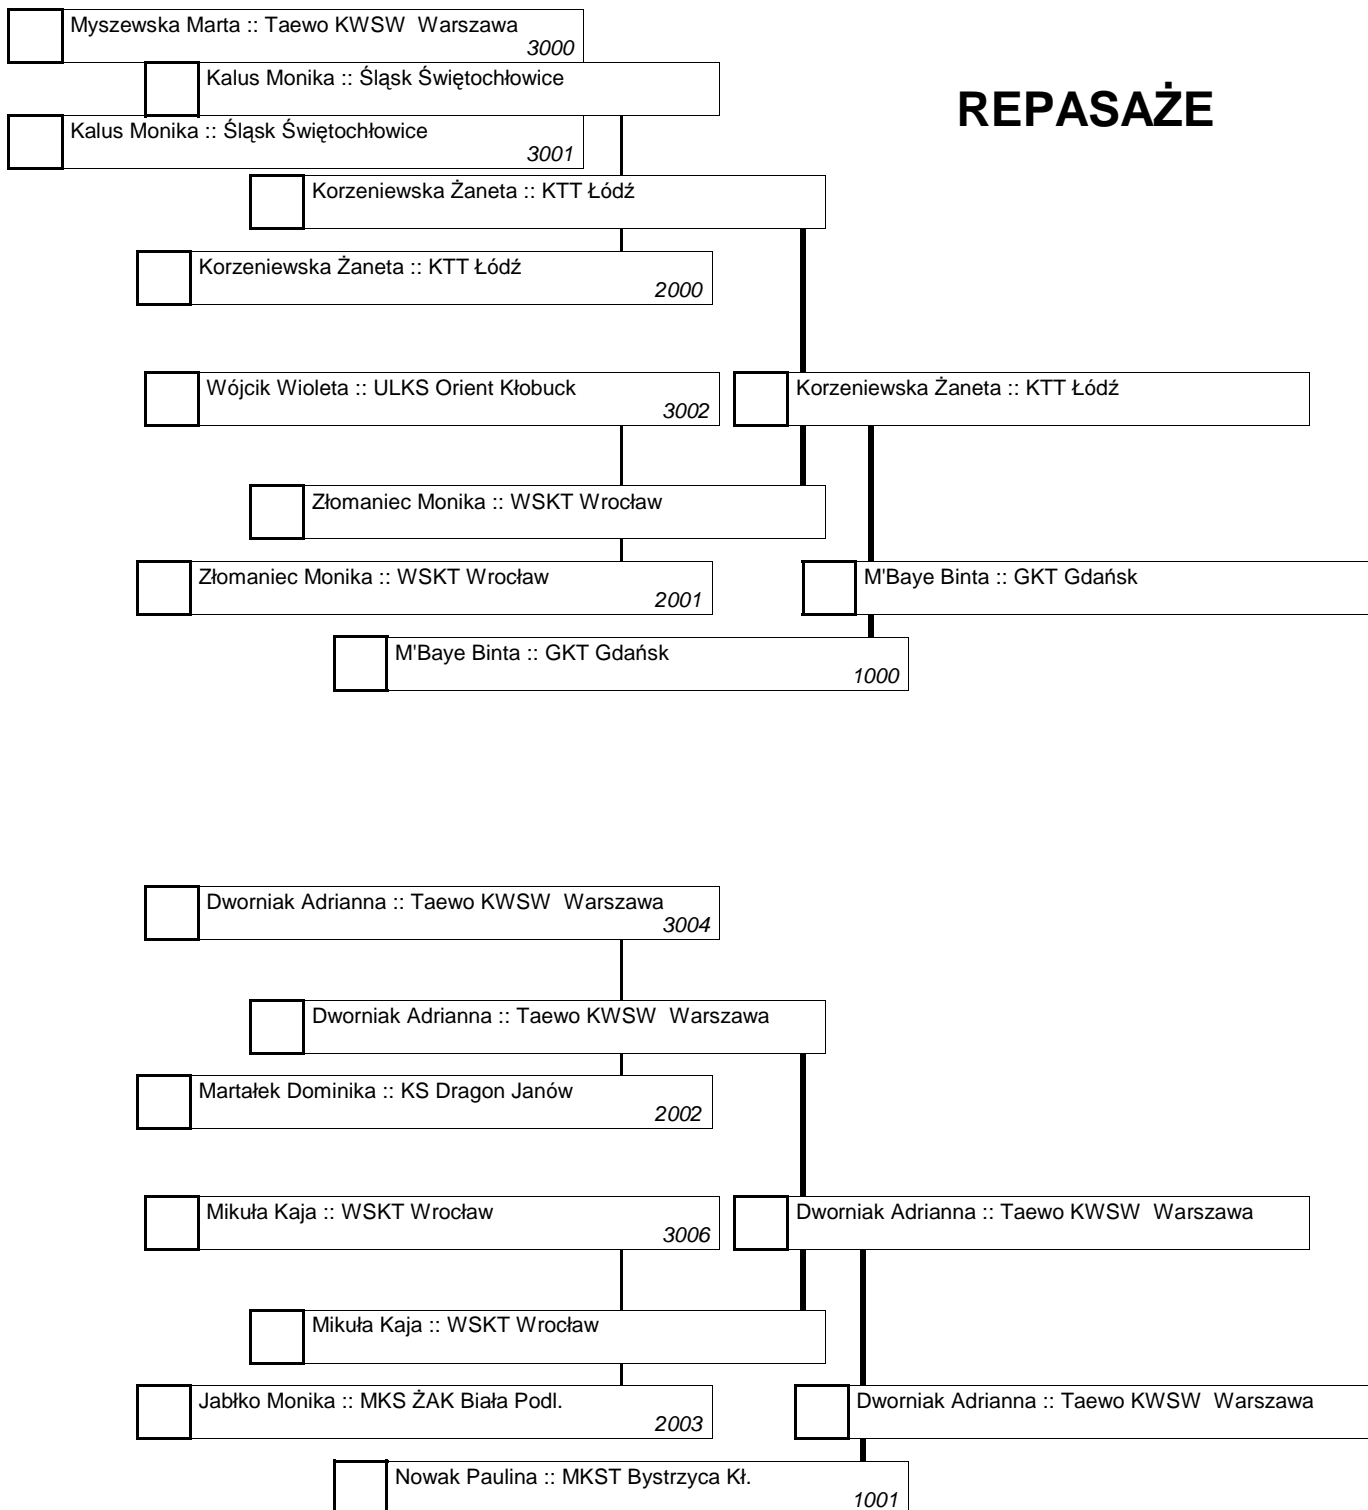 Myszewska Marta :: Taewo KWSW  Warszawa
3000
Kalus Monika :: Śląsk Świętochłowice
REPASAŻE
Kalus Monika :: Śląsk Świętochłowice
3001
Korzeniewska Żaneta :: KTT Łódź
Korzeniewska Żaneta :: KTT Łódź
2000
Wójcik Wioleta :: ULKS Orient Kłobuck
3002
Korzeniewska Żaneta :: KTT Łódź
Złomaniec Monika :: WSKT Wrocław
Złomaniec Monika :: WSKT Wrocław
2001
M'Baye Binta :: GKT Gdańsk
M'Baye Binta :: GKT Gdańsk
1000
Dworniak Adrianna :: Taewo KWSW  Warszawa
3004
Dworniak Adrianna :: Taewo KWSW  Warszawa
Martałek Dominika :: KS Dragon Janów
2002
Mikuła Kaja :: WSKT Wrocław
3006
Dworniak Adrianna :: Taewo KWSW  Warszawa
Mikuła Kaja :: WSKT Wrocław
Jabłko Monika :: MKS ŻAK Biała Podl.
2003
Dworniak Adrianna :: Taewo KWSW  Warszawa
Nowak Paulina :: MKST Bystrzyca Kł.
1001